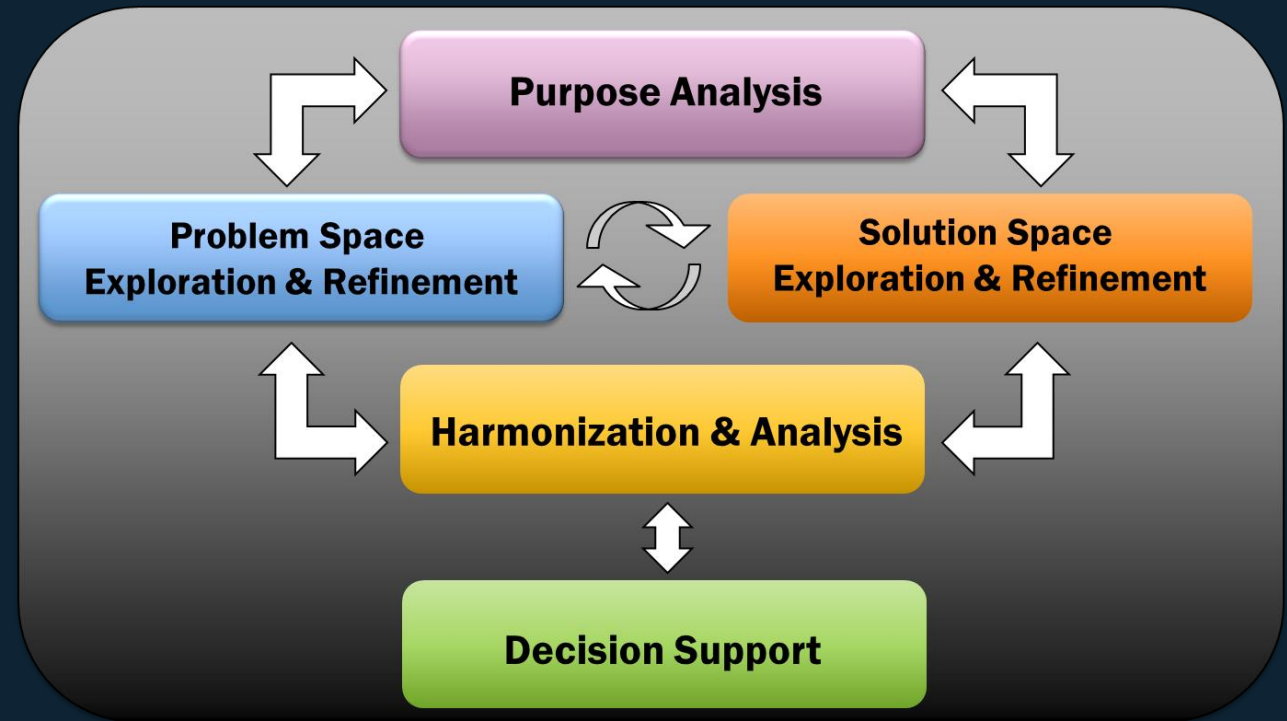 Purpose Analysis
Problem Space
Exploration & Refinement
Solution Space
Exploration & Refinement
Harmonization & Analysis
Decision Support